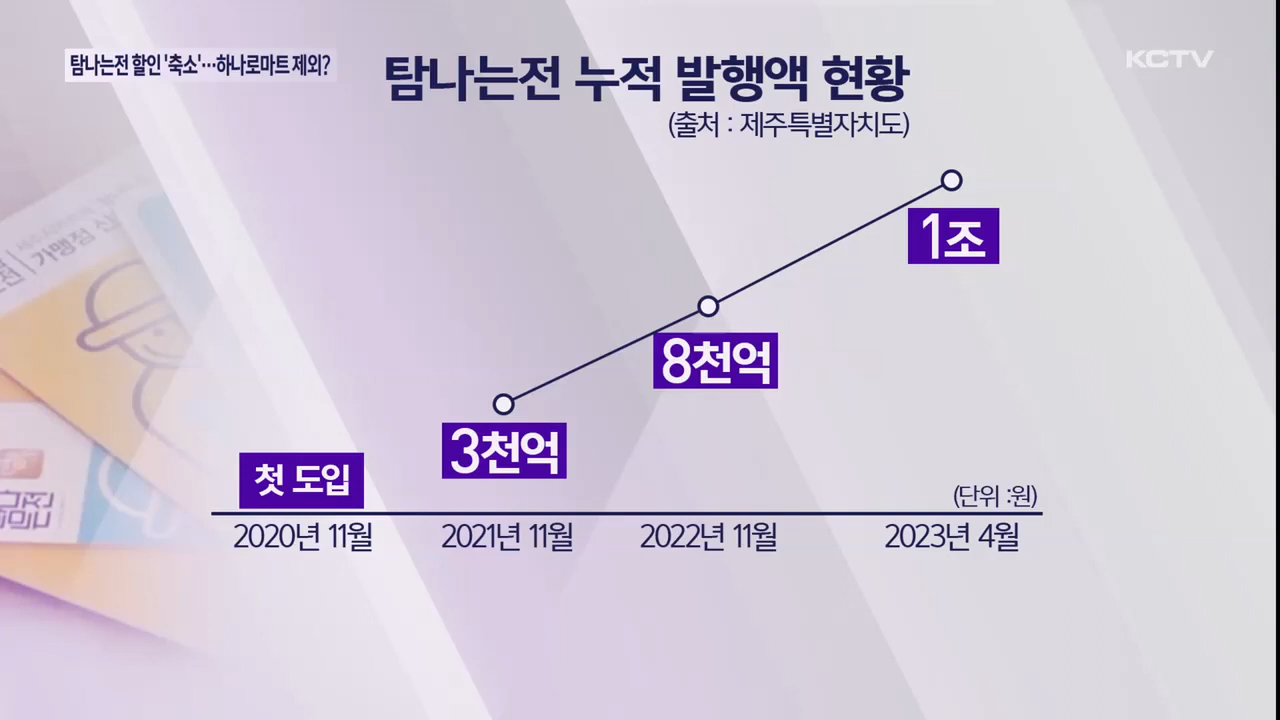 탐나는전 할인 '축소'…하나로마트 제외?
KCTV
탐나는전 누적 발행액 현황
(출처 : 제주특별자치도)
1조
8천억
3천억
첫 도입
(단위 :원)
2020년 11월
2021년 11월
2022년 11월
2023년 4월
가맹점